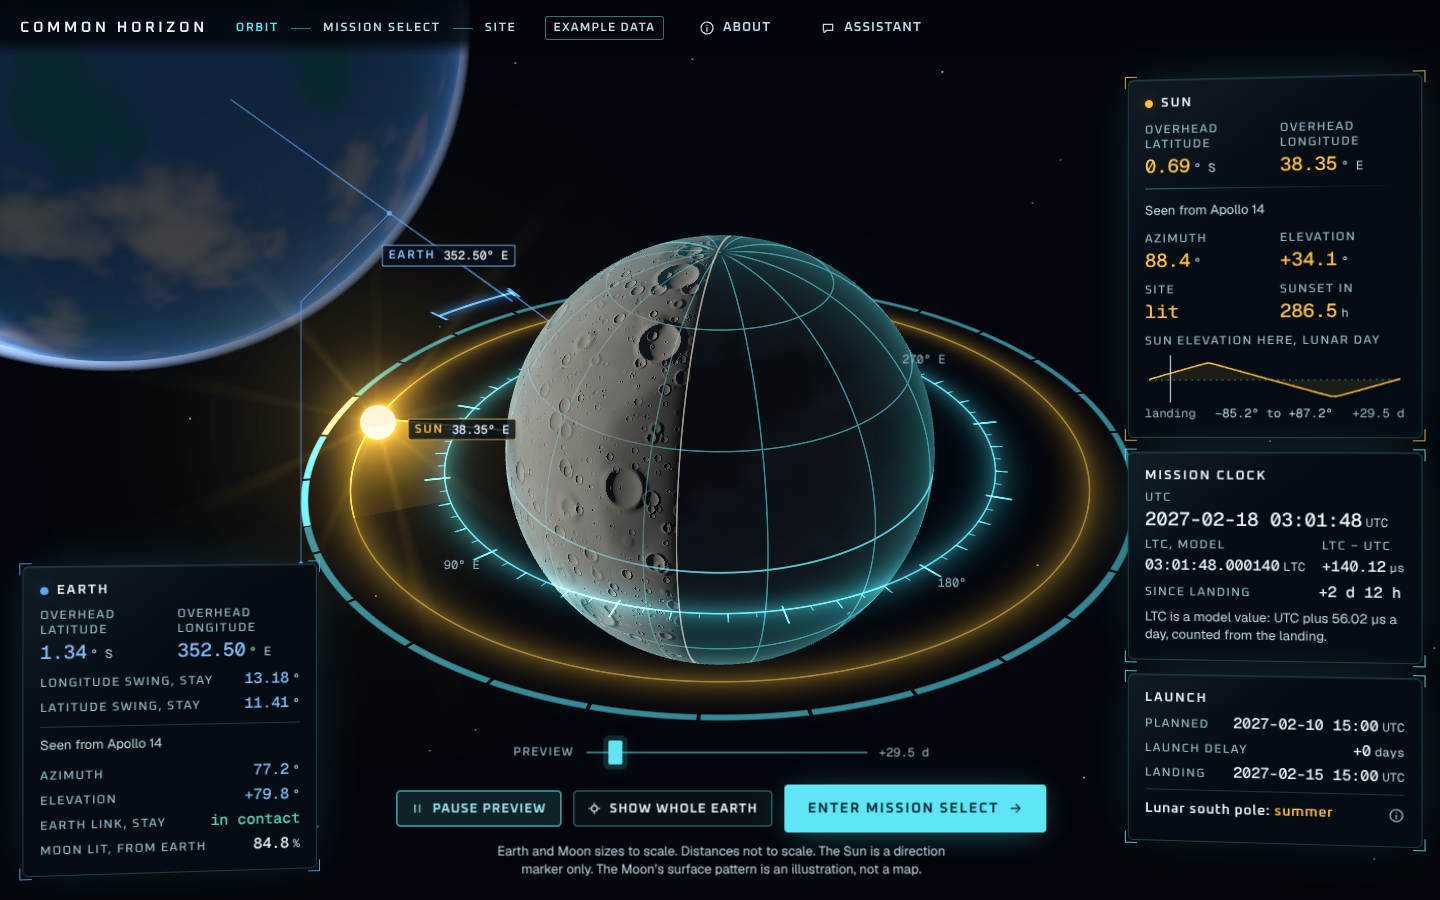 COMMON HORIZON
ORBIT
MISSION SELECT
SITE
EXAMPLE DATA
ABOUT
ASSISTANT
EARTH 352.50° E
SUN 38.35° E
270° E
90° E
180°
SUN
OVERHEAD LATITUDE
0.69° S
OVERHEAD LONGITUDE
38.35° E
Seen from Apollo 14
AZIMUTH
88.4°
ELEVATION
+34.1°
SITE
lit
SUNSET IN
286.5 h
SUN ELEVATION HERE, LUNAR DAY
landing −85.2° to +87.2° +29.5 d
MISSION CLOCK
UTC
2027-02-18 03:01:48 UTC
LTC, MODEL
03:01:48.000140 LTC
LTC − UTC
+140.12 µs
SINCE LANDING +2 d 12 h
LTC is a model value: UTC plus 56.02 µs a
day, counted from the landing.
LAUNCH
PLANNED 2027-02-10 15:00 UTC
LAUNCH DELAY +0 days
LANDING 2027-02-15 15:00 UTC
Lunar south pole: summer
EARTH
OVERHEAD LATITUDE
1.34° S
OVERHEAD LONGITUDE
352.50° E
LONGITUDE SWING, STAY 13.18°
LATITUDE SWING, STAY 11.41°
Seen from Apollo 14
AZIMUTH 77.2°
ELEVATION +79.8°
EARTH LINK, STAY in contact
MOON LIT, FROM EARTH 84.8%
PREVIEW +29.5 d
PAUSE PREVIEW
SHOW WHOLE EARTH
ENTER MISSION SELECT →
Earth and Moon sizes to scale. Distances not to scale. The Sun is a direction
marker only. The Moon's surface pattern is an illustration, not a map.